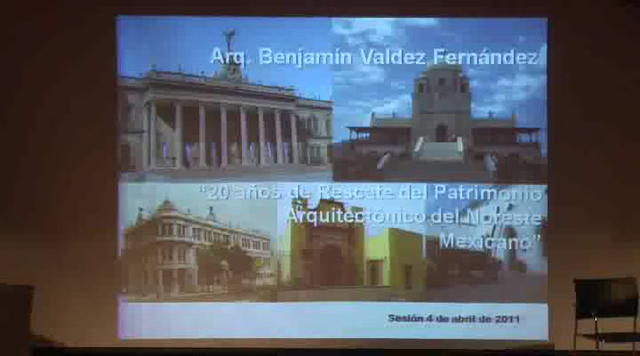 Arq. Benjamín Valdez Fernández
"20 años de Rescate del Patrimonio
Arquitectónico del Noreste
Mexicano"
Sesión 4 de abril de 2011